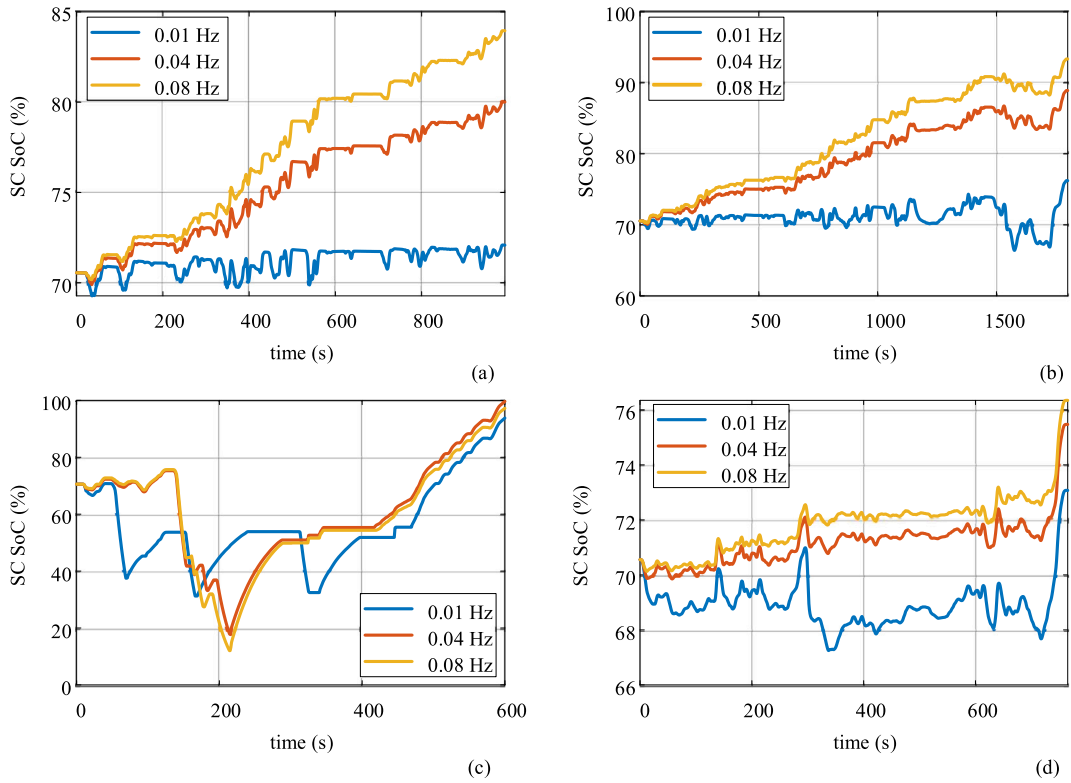 85
80
75
70
SC SoC (%)
0.01 Hz
0.04 Hz
0.08 Hz
0 200 400 600 800
time (s)
(a)
100
90
80
70
60
SC SoC (%)
0.01 Hz
0.04 Hz
0.08 Hz
0 500 1000 1500
time (s)
(b)
100
80
60
40
20
0
SC SoC (%)
0.01 Hz
0.04 Hz
0.08 Hz
0 200 400 600
time (s)
(c)
76
74
72
70
68
66
SC SoC (%)
0.01 Hz
0.04 Hz
0.08 Hz
0 200 400 600
time (s)
(d)